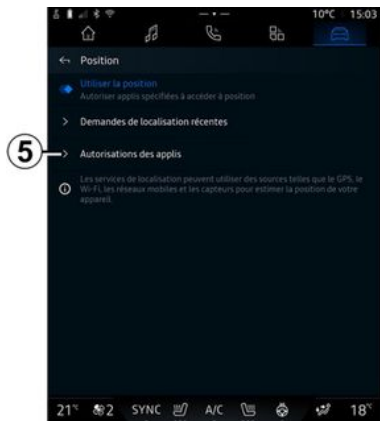 10°C 15:03
Position
Utiliser la position
Autoriser applis spécifiées à accéder à position
Demandes de localisation récentes
5
Autorisations des applis
Les services de localisation peuvent utiliser des sources telles que le GPS, le
Wi-Fi, les réseaux mobiles et les capteurs pour estimer la position de votre
appareil.
21°C 2 SYNC A/C 18°C